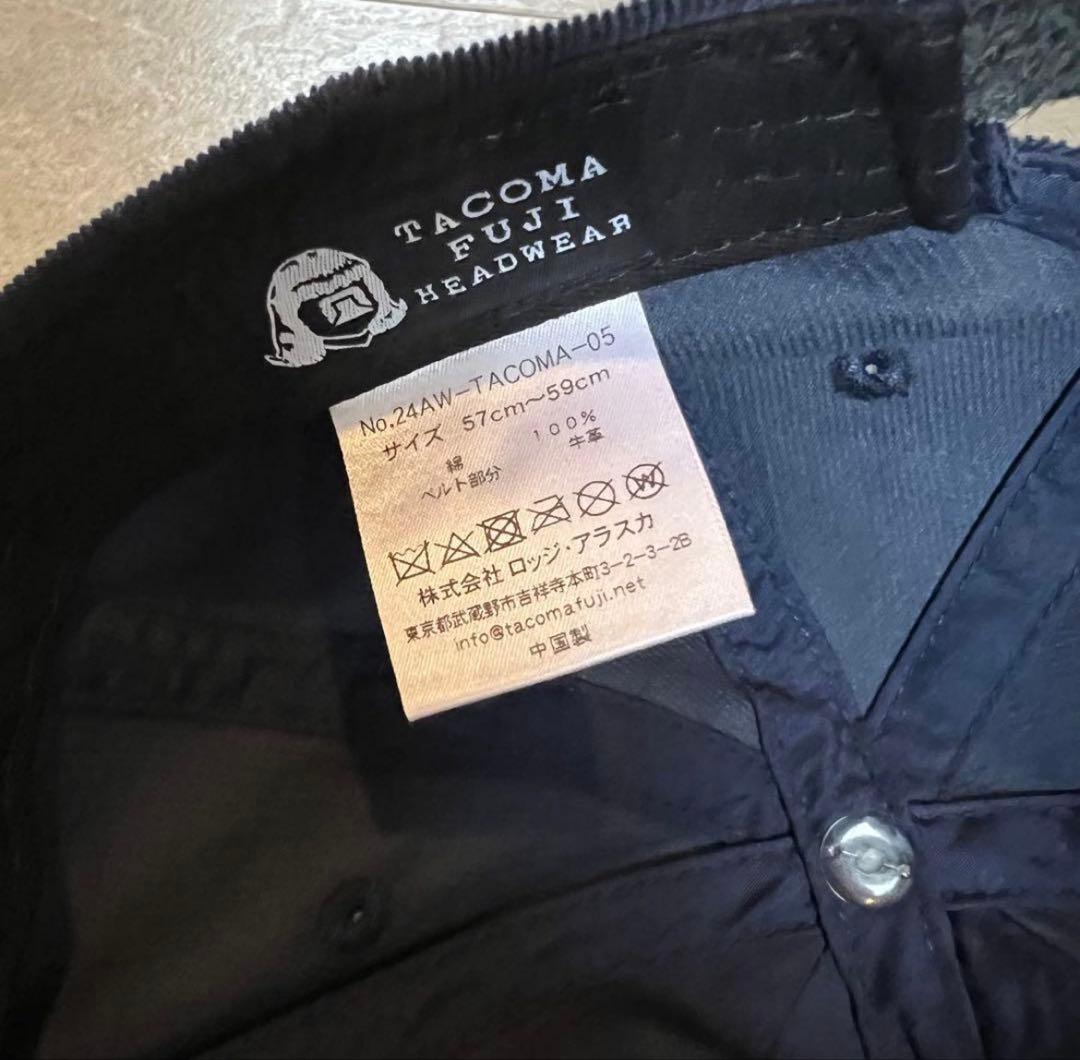 TACOMA
FUJI
HEADWEAR
No.24AW-TACOMA-05
サイズ 57cm～59cm
綿 100%
ベルト部分 牛革
W
株式会社 ロッジ・アラスカ
東京都武蔵野市吉祥寺本町3-2-3-2B
info@tacomafuji.net
中国製